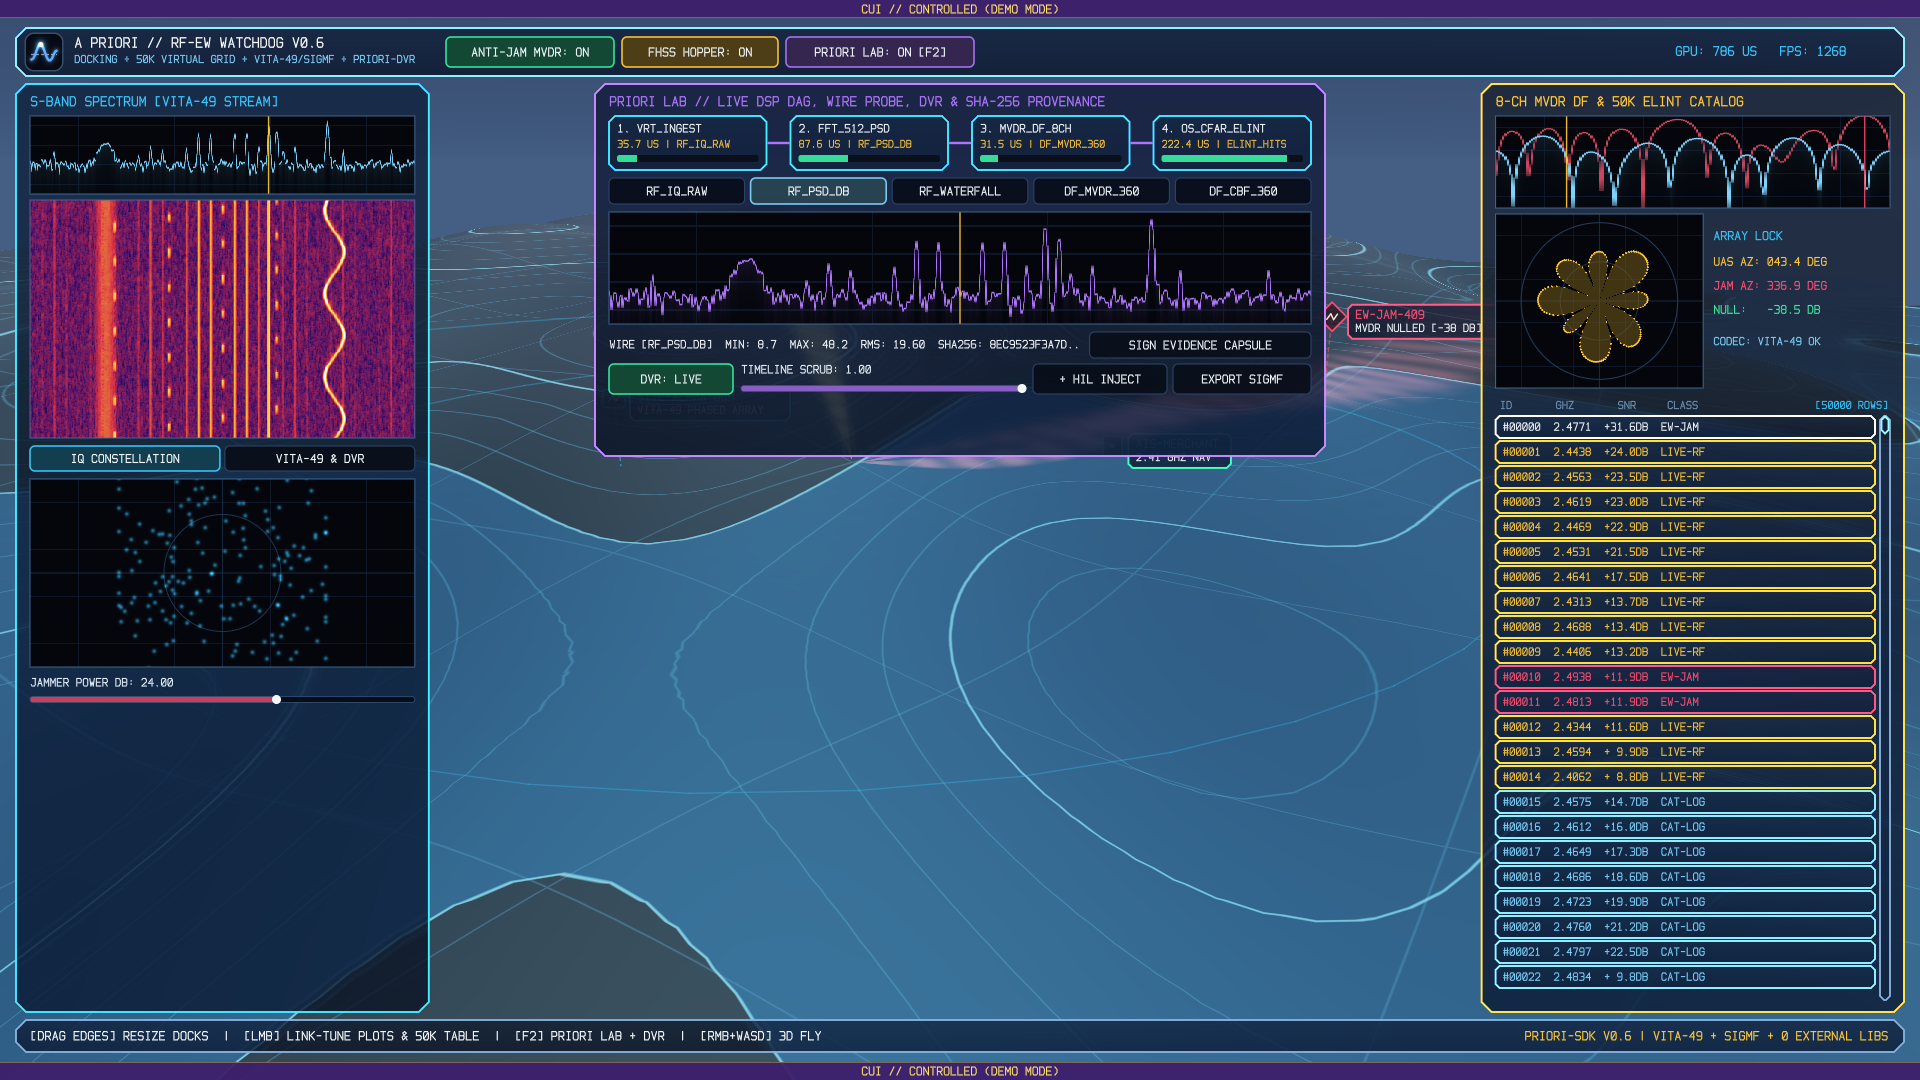 CUI // CONTROLLED (DEMO MODE)
A PRIORI // RF-EW WATCHDOG V0.6
DOCKING + 50K VIRTUAL GRID + VITA-49/SIGMF + PRIORI-DVR
ANTI-JAM MVDR: ON
FHSS HOPPER: ON
PRIORI LAB: ON [F2]
GPU: 786 US FPS: 1268
S-BAND SPECTRUM [VITA-49 STREAM]
IQ CONSTELLATION
VITA-49 & DVR
JAMMER POWER DB: 24.00
PRIORI LAB // LIVE DSP DAG, WIRE PROBE, DVR & SHA-256 PROVENANCE
1. VRT_INGEST
35.7 US | RF_IQ_RAW
2. FFT_512_PSD
87.6 US | RF_PSD_DB
3. MVDR_DF_8CH
31.5 US | DF_MVDR_360
4. OS_CFAR_ELINT
222.4 US | ELINT_HITS
RF_IQ_RAW
RF_PSD_DB
RF_WATERFALL
DF_MVDR_360
DF_CBF_360
WIRE [RF_PSD_DB] MIN: 8.7 MAX: 48.2 RMS: 19.60 SHA256: 8EC9523F3A7D..
SIGN EVIDENCE CAPSULE
DVR: LIVE
TIMELINE SCRUB: 1.00
+ HIL INJECT
EXPORT SIGMF
VITA-49 PHASED ARRAY
2.41 GHZ NAV
EW-JAM-409
MVDR NULLED [-38 DB]
8-CH MVDR DF & 50K ELINT CATALOG
ARRAY LOCK
UAS AZ: 043.4 DEG
JAM AZ: 336.9 DEG
NULL: -38.5 DB
CODEC: VITA-49 OK
ID GHZ SNR CLASS [50000 ROWS]
#00000 2.4771 +31.6DB EW-JAM
#00001 2.4438 +24.0DB LIVE-RF
#00002 2.4563 +23.5DB LIVE-RF
#00003 2.4619 +23.0DB LIVE-RF
#00004 2.4469 +22.9DB LIVE-RF
#00005 2.4531 +21.5DB LIVE-RF
#00006 2.4641 +17.5DB LIVE-RF
#00007 2.4313 +13.7DB LIVE-RF
#00008 2.4688 +13.4DB LIVE-RF
#00009 2.4406 +13.2DB LIVE-RF
#00010 2.4938 +11.9DB EW-JAM
#00011 2.4813 +11.9DB EW-JAM
#00012 2.4344 +11.6DB LIVE-RF
#00013 2.4594 + 9.9DB LIVE-RF
#00014 2.4062 + 8.8DB LIVE-RF
#00015 2.4575 +14.7DB CAT-LOG
#00016 2.4612 +16.0DB CAT-LOG
#00017 2.4649 +17.3DB CAT-LOG
#00018 2.4686 +18.6DB CAT-LOG
#00019 2.4723 +19.9DB CAT-LOG
#00020 2.4760 +21.2DB CAT-LOG
#00021 2.4797 +22.5DB CAT-LOG
#00022 2.4834 + 9.8DB CAT-LOG
[DRAG EDGES] RESIZE DOCKS | [LMB] LINK-TUNE PLOTS & 50K TABLE | [F2] PRIORI LAB + DVR | [RMB+WASD] 3D FLY
PRIORI-SDK V0.6 | VITA-49 + SIGMF + 0 EXTERNAL LIBS
CUI // CONTROLLED (DEMO MODE)